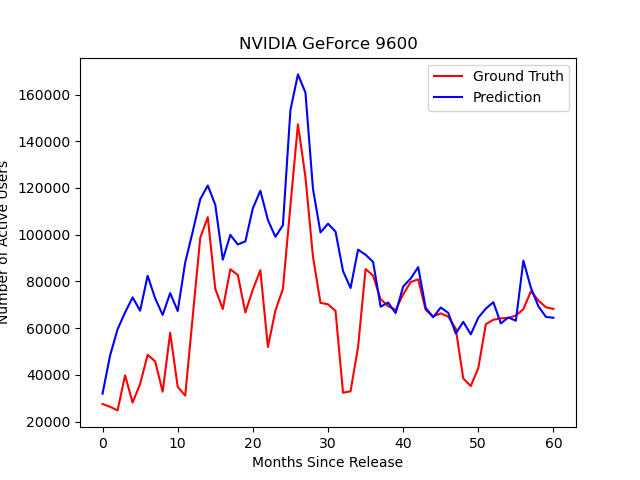 NVIDIA GeForce 9600
Ground Truth
Prediction
160000
140000
120000
100000
80000
60000
40000
20000
Number of Active Users
0 10 20 30 40 50 60
Months Since Release